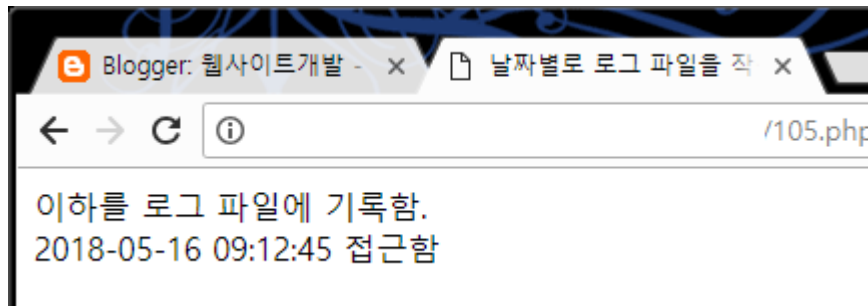 Blogger: 웹사이트개발 -
날짜별로 로그 파일을 작
/105.php
이하를 로그 파일에 기록함.
2018-05-16 09:12:45 접근함